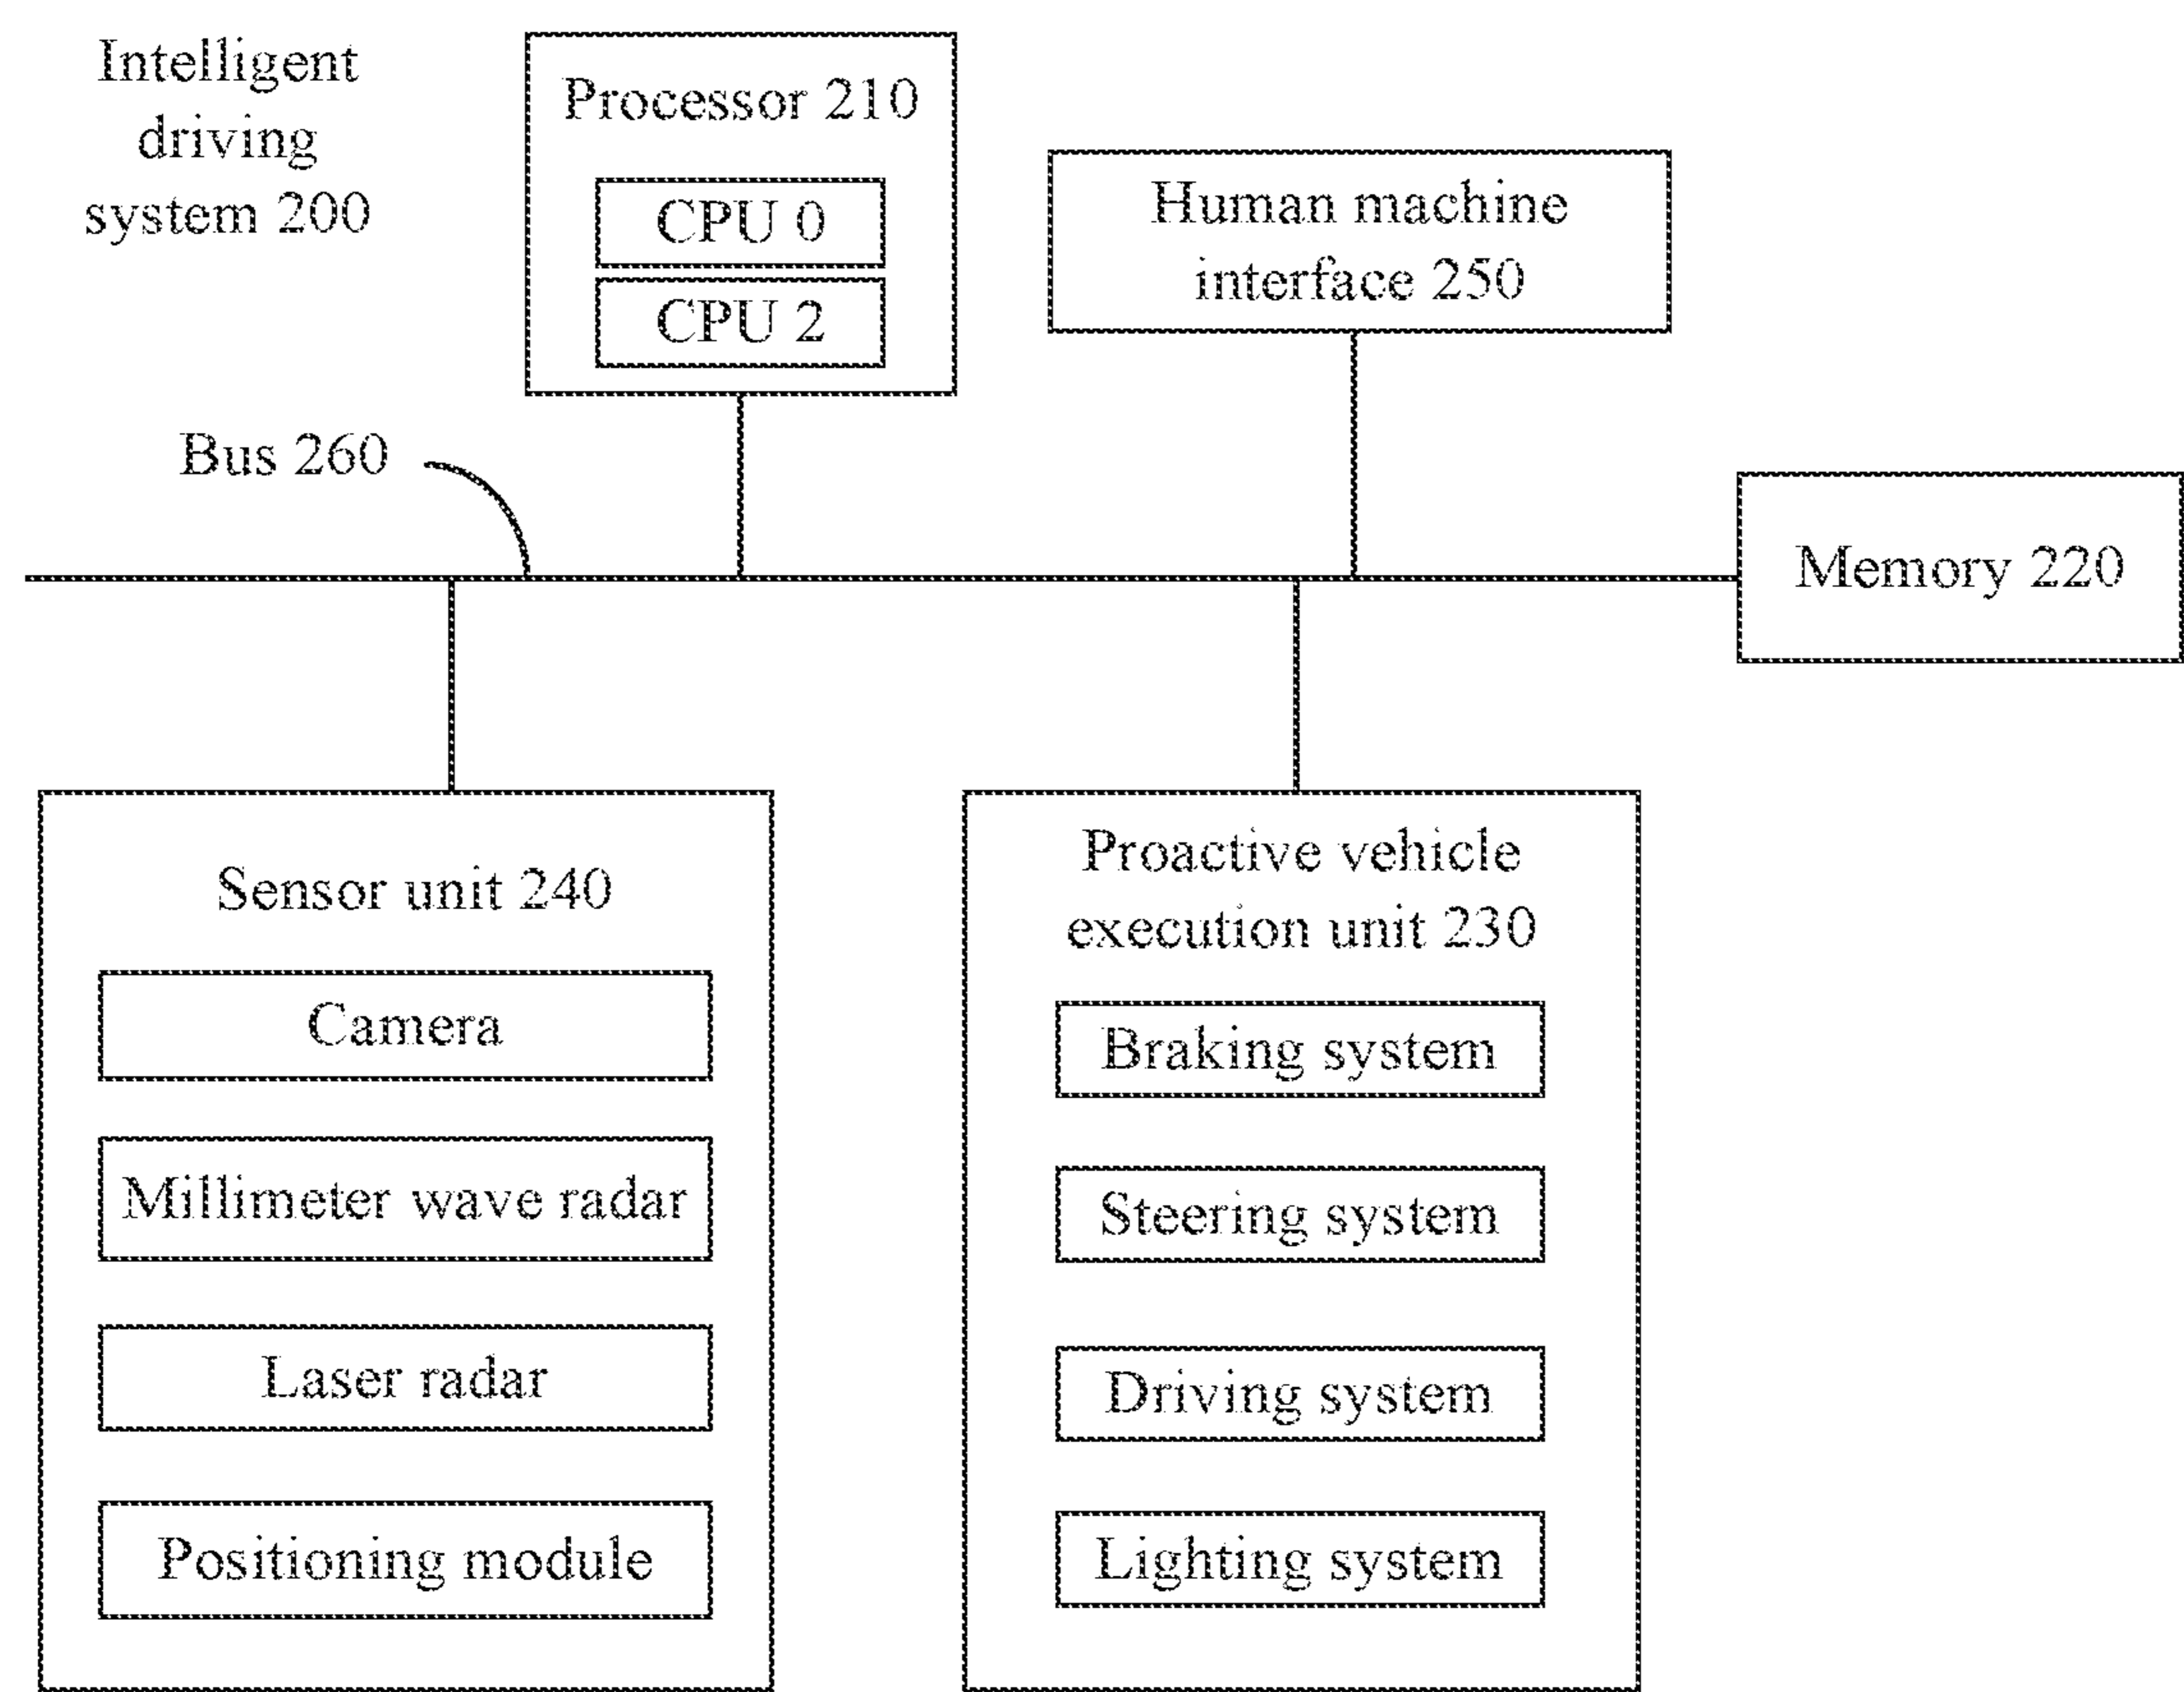 Intelligent
driving
system 200
Processor 210
CPU 0
CPU 2
Human machine
interface 250
Bus 260
Memory 220
Sensor unit 240
Camera
Millimeter wave radar
Laser radar
Positioning module
Proactive vehicle
execution unit 230
Braking system
Steering system
Driving system
Lighting system